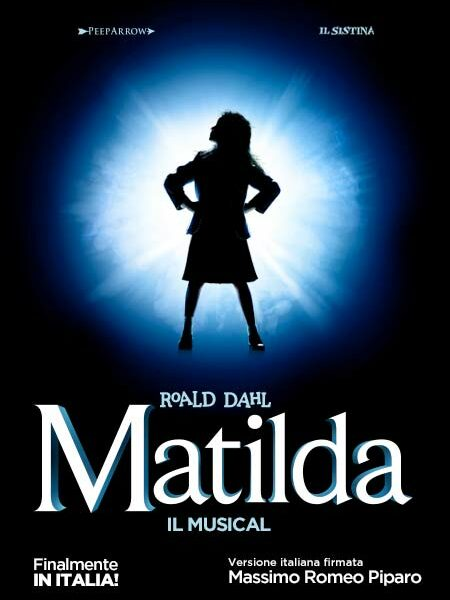 PEEPARROW
IL SISTINA
ROALD DAHL
Matilda
IL MUSICAL
Finalmente
IN ITALIA!
Versione italiana firmata
Massimo Romeo Piparo